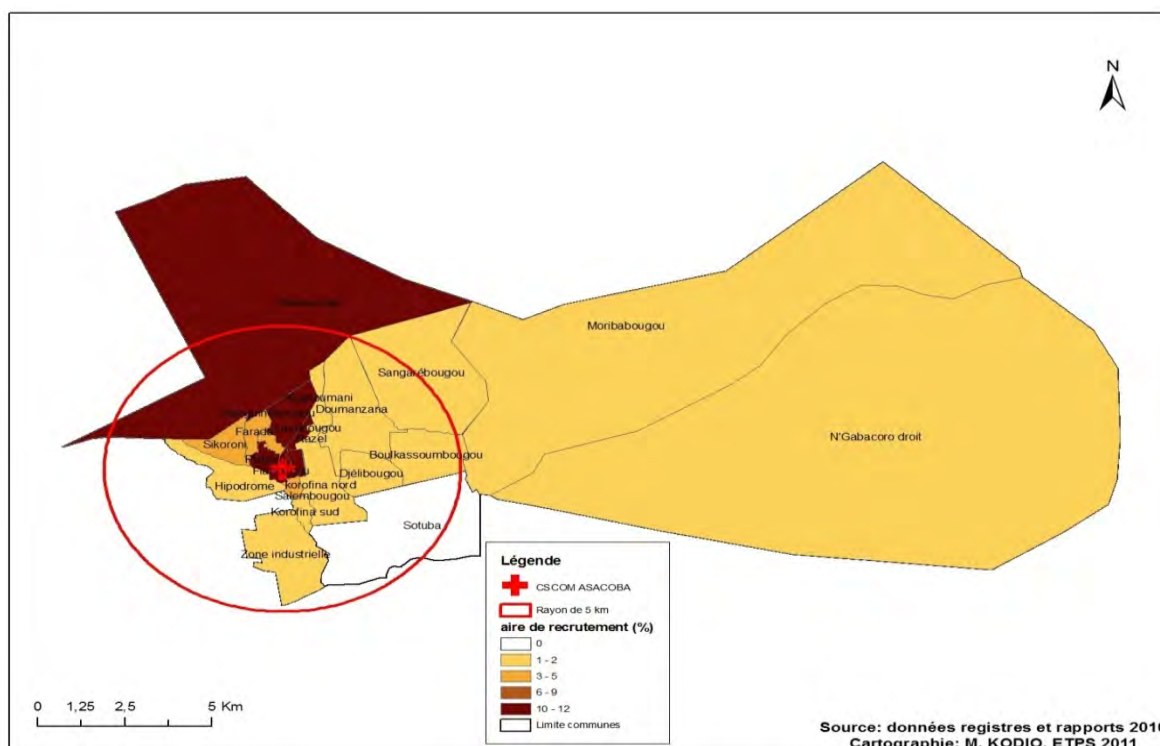 N
Moribabougou
Sangarébougou
Doumanzana
N'Gabacoro droit
Sikoroni
Boulkassoumbougou
Djélibougou
Hipodrome
korofina nord
Salembougou
Korofina sud
Sotuba
Zone industrielle
Légende
CSCOM ASACOBA
Rayon de 5 km
aire de recrutement (%)
0
1 - 2
3 - 5
6 - 9
10 - 12
Limite communes
0 1,25 2,5 5 Km
Source: données registres et rapports 2010
Cartographie: M. KODIO, ETPS 2011